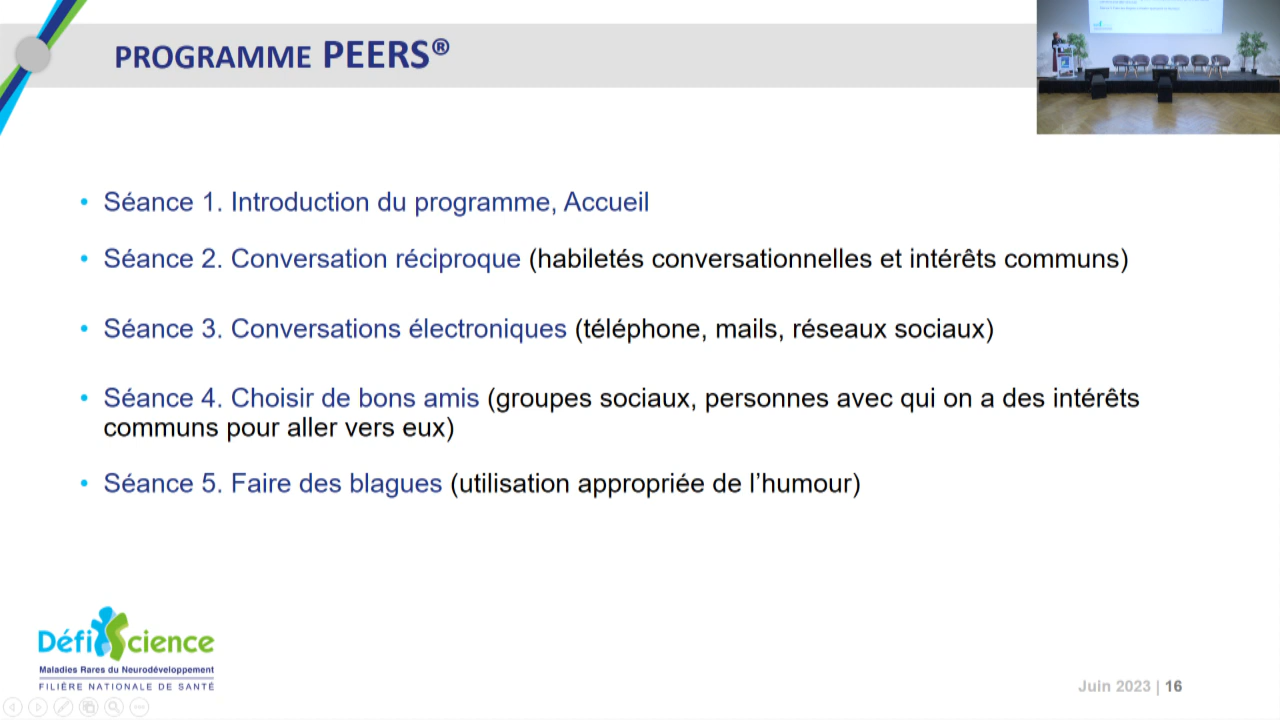 PROGRAMME PEERS®
• Séance 1. Introduction du programme, Accueil
• Séance 2. Conversation réciproque (habiletés conversationnelles et intérêts communs)
• Séance 3. Conversations électroniques (téléphone, mails, réseaux sociaux)
• Séance 4. Choisir de bons amis (groupes sociaux, personnes avec qui on a des intérêts
communs pour aller vers eux)
• Séance 5. Faire des blagues (utilisation appropriée de l’humour)
Défi Science
Maladies Rares du Neurodéveloppement
FILIÈRE NATIONALE DE SANTÉ
Juin 2023 | 16